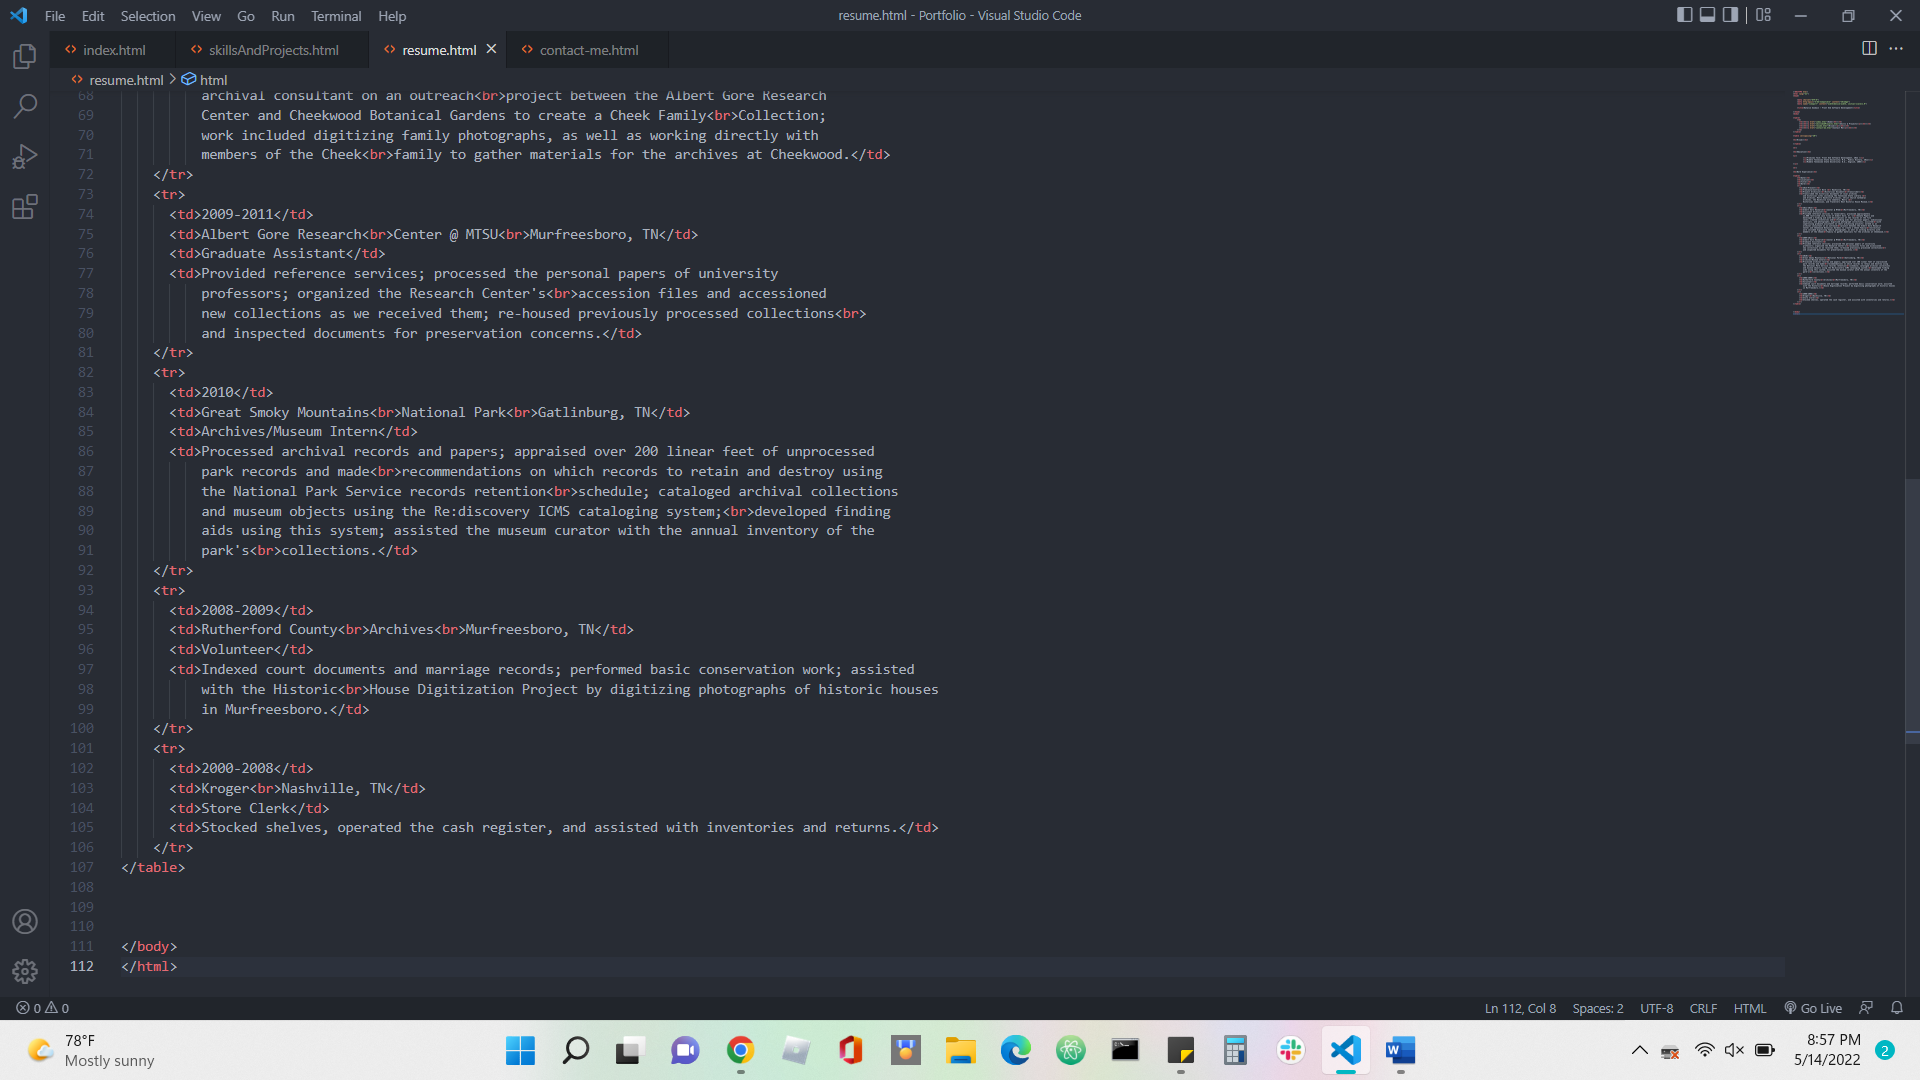 File Edit Selection View Go Run Terminal Help
resume.html - Portfolio - Visual Studio Code
index.html
skillsAndProjects.html
resume.html
contact-me.html
resume.html > html
68 archival consultant on an outreach<br>project between the Albert Gore Research
69 Center and Cheekwood Botanical Gardens to create a Cheek Family<br>Collection;
70 work included digitizing family photographs, as well as working directly with
71 members of the Cheek<br>family to gather materials for the archives at Cheekwood.</td>
72 </tr>
73 <tr>
74 <td>2009-2011</td>
75 <td>Albert Gore Research<br>Center @ MTSU<br>Murfreesboro, TN</td>
76 <td>Graduate Assistant</td>
77 <td>Provided reference services; processed the personal papers of university
78 professors; organized the Research Center's<br>accession files and accessioned
79 new collections as we received them; re-housed previously processed collections<br>
80 and inspected documents for preservation concerns.</td>
81 </tr>
82 <tr>
83 <td>2010</td>
84 <td>Great Smoky Mountains<br>National Park<br>Gatlinburg, TN</td>
85 <td>Archives/Museum Intern</td>
86 <td>Processed archival records and papers; appraised over 200 linear feet of unprocessed
87 park records and made<br>recommendations on which records to retain and destroy using
88 the National Park Service records retention<br>schedule; cataloged archival collections
89 and museum objects using the Re:discovery ICMS cataloging system;<br>developed finding
90 aids using this system; assisted the museum curator with the annual inventory of the
91 park's<br>collections.</td>
92 </tr>
93 <tr>
94 <td>2008-2009</td>
95 <td>Rutherford County<br>Archives<br>Murfreesboro, TN</td>
96 <td>Volunteer</td>
97 <td>Indexed court documents and marriage records; performed basic conservation work; assisted
98 with the Historic<br>House Digitization Project by digitizing photographs of historic houses
99 in Murfreesboro.</td>
100 </tr>
101 <tr>
102 <td>2000-2008</td>
103 <td>Kroger<br>Nashville, TN</td>
104 <td>Store Clerk</td>
105 <td>Stocked shelves, operated the cash register, and assisted with inventories and returns.</td>
106 </tr>
107 </table>
108
109
110
111 </body>
112 </html>
0 0
Ln 112, Col 8 Spaces: 2 UTF-8 CRLF HTML Go Live
78°F
Mostly sunny
8:57 PM
5/14/2022
2